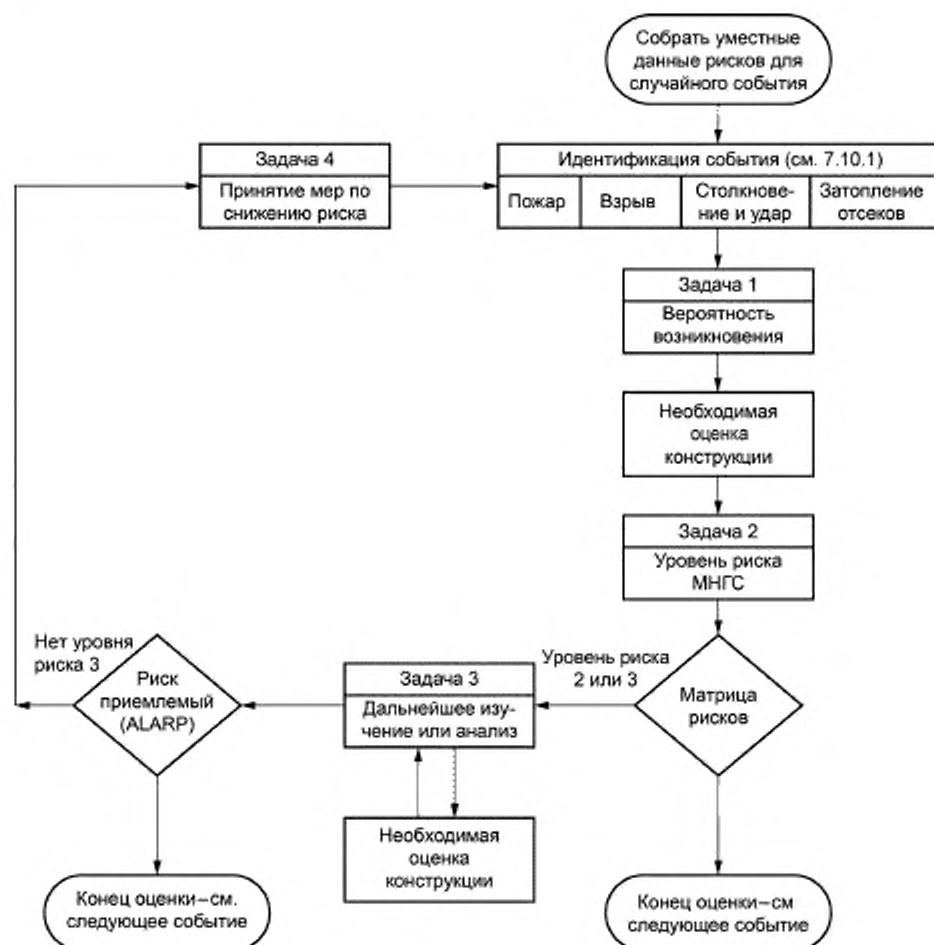 Собрать уместные
данные рисков для
случайного события
Задача 4
Принятие мер по
снижению риска
Идентификация события (см. 7.10.1)
Пожар
Взрыв
Столкнове-
ние и удар
Затопление
отсеков
Задача 1
Вероятность
возникновения
Необходимая
оценка
конструкции
Задача 2
Уровень риска
МНГС
Нет уровня
риска 3
Риск
приемлемый
(ALARP)
Задача 3
Дальнейшее изу-
чение или анализ
Уровень риска
2 или 3
Матрица
рисков
Необходимая
оценка
конструкции
Конец оценки–см.
следующее событие
Конец оценки–см
следующее событие